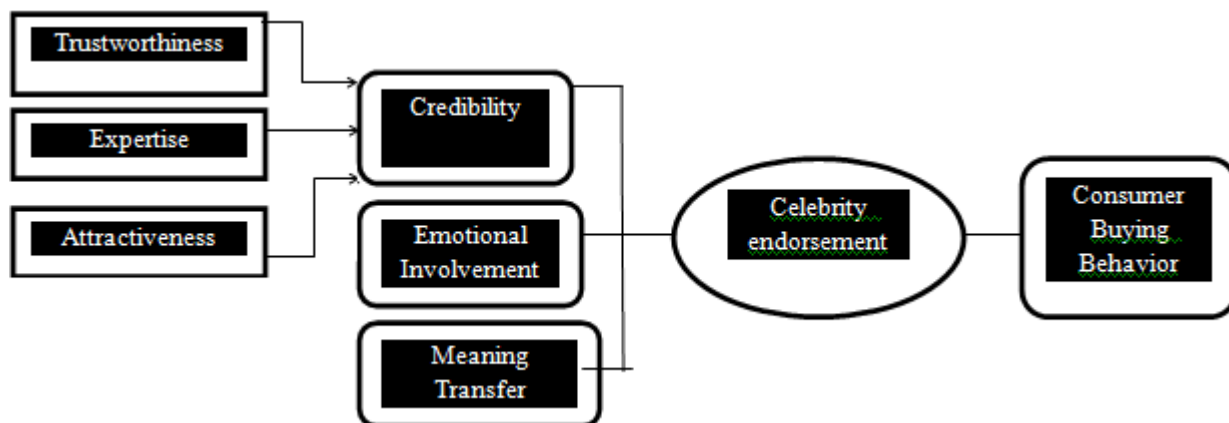 Trustworthiness
Expertise
Attractiveness
Credibility
Emotional
Involvement
Meaning
Transfer
Celebrity
endorsement
Consumer
Buying
Behavior